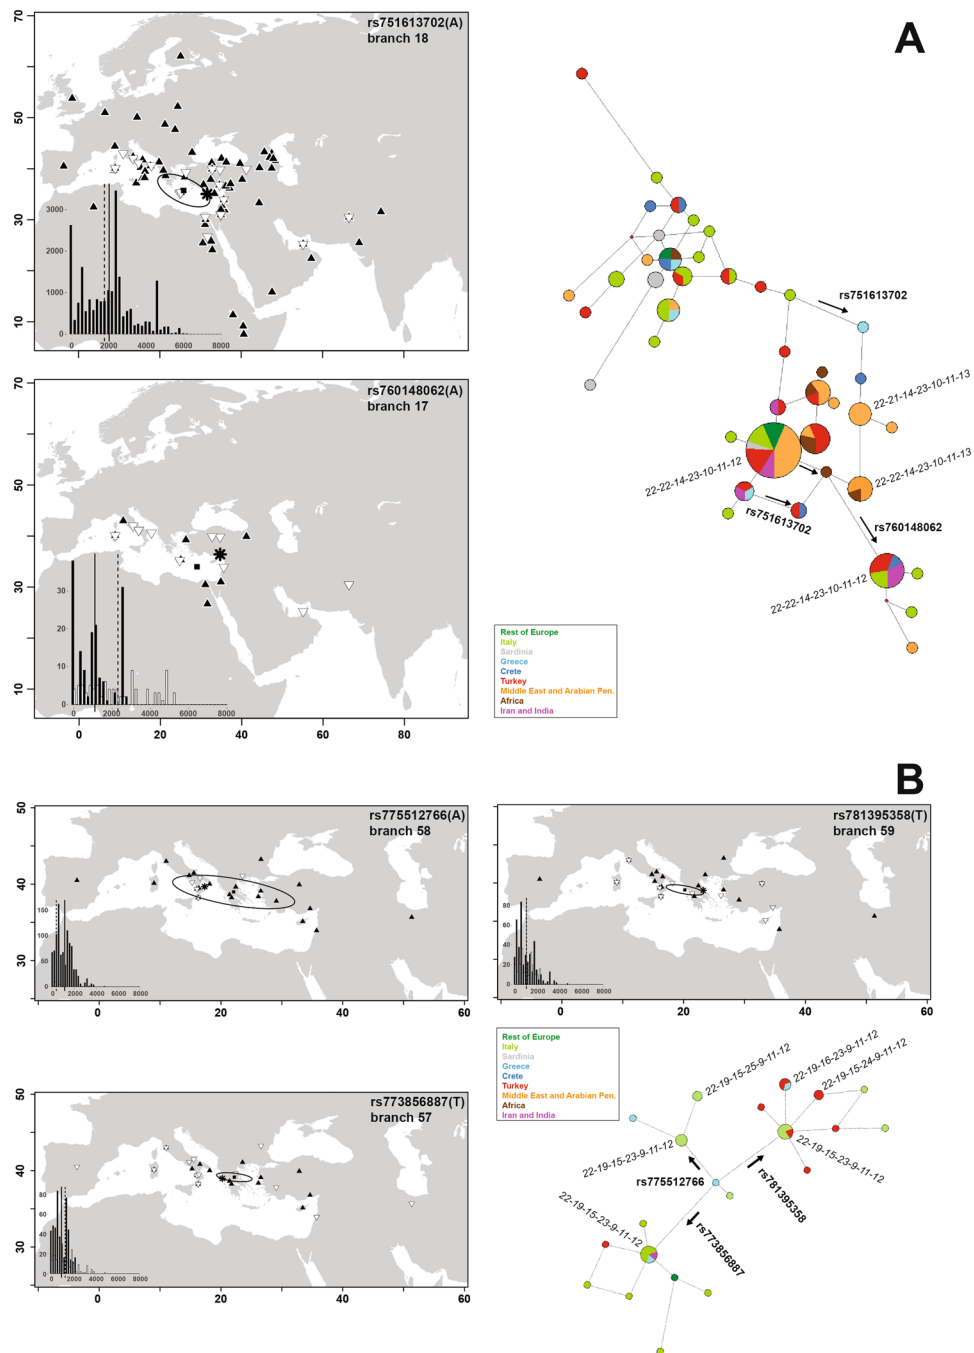 A
rs751613702(A)
branch 18
70
50
30
10
3000
2000
1000
0
0 2000 4000 6000 8000
rs760148062(A)
branch 17
70
50
30
10
30
20
10
0
0 2000 4000 6000 8000
0 20 40 60 80
rs751613702
22-21-14-23-10-11-13
22-22-14-23-10-11-12
22-22-14-23-10-11-13
rs751613702
rs760148062
22-22-14-23-10-11-12
Rest of Europe
Italy
Sardinia
Greece
Crete
Turkey
Middle East and Arabian Pen.
Africa
Iran and India
B
rs775512766(A)
branch 58
50
40
30
150
100
50
0
0 2000 4000 6000 8000
0 20 40 60
rs781395358(T)
branch 59
80
60
40
20
0
0 2000 4000 6000 8000
0 20 40 60
rs773856887(T)
branch 57
50
40
30
80
60
40
20
0
0 2000 4000 6000 8000
0 20 40 60
Rest of Europe
Italy
Sardinia
Greece
Crete
Turkey
Middle East and Arabian Pen.
Africa
Iran and India
22-19-15-25-9-11-12
22-19-16-23-9-11-12
22-19-15-24-9-11-12
22-19-15-23-9-11-12
22-19-15-23-9-11-12
rs775512766
rs781395358
22-19-15-23-9-11-12
rs773856887